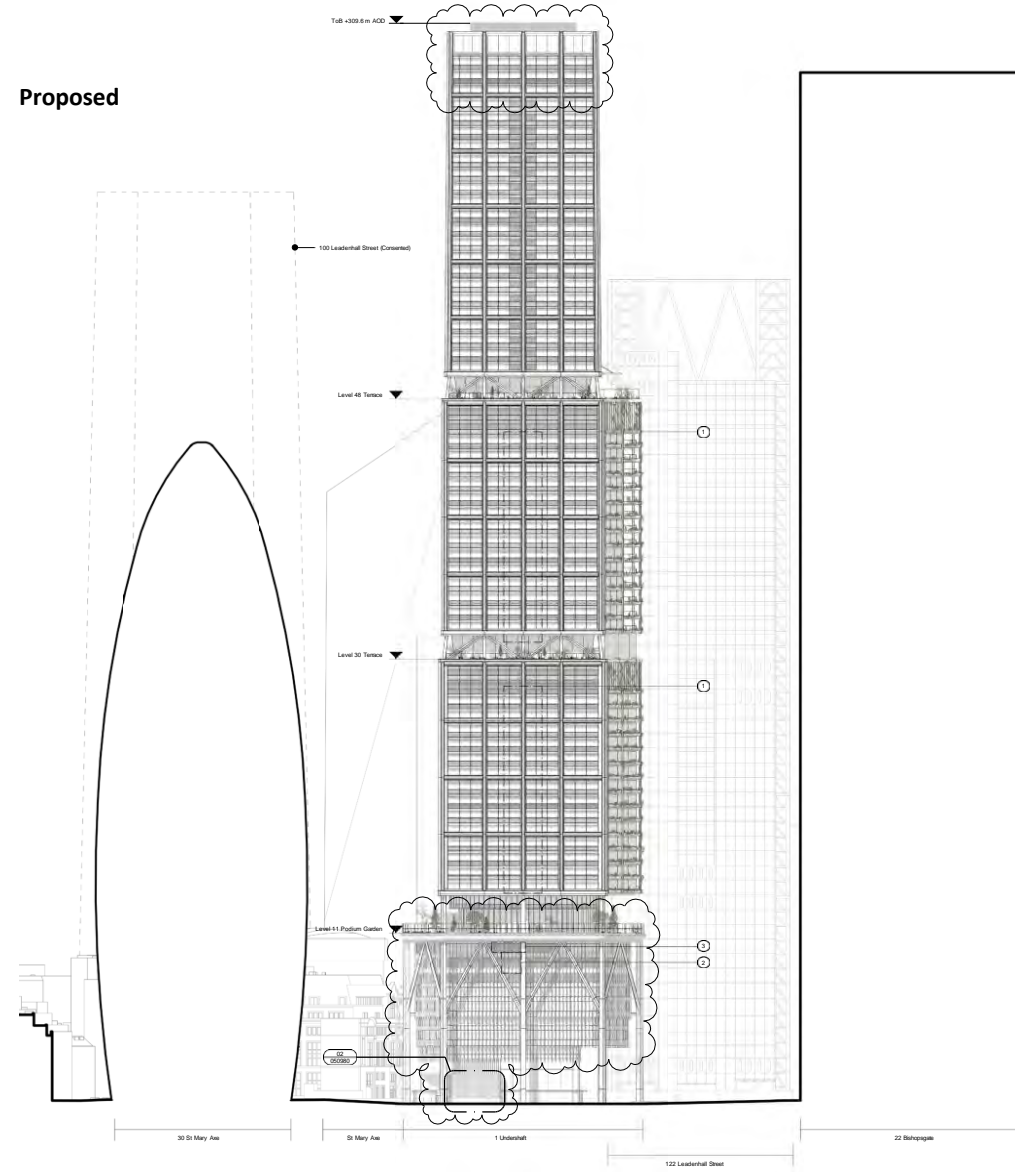 ToB +309.6 m AOD
Proposed
100 Leadenhall Street (Consented)
Level 48 Terrace
1
Level 30 Terrace
1
Level 11 Podium Garden
3
2
02
050980
30 St Mary Axe
St Mary Axe
1 Undershaft
22 Bishopsgate
122 Leadenhall Street